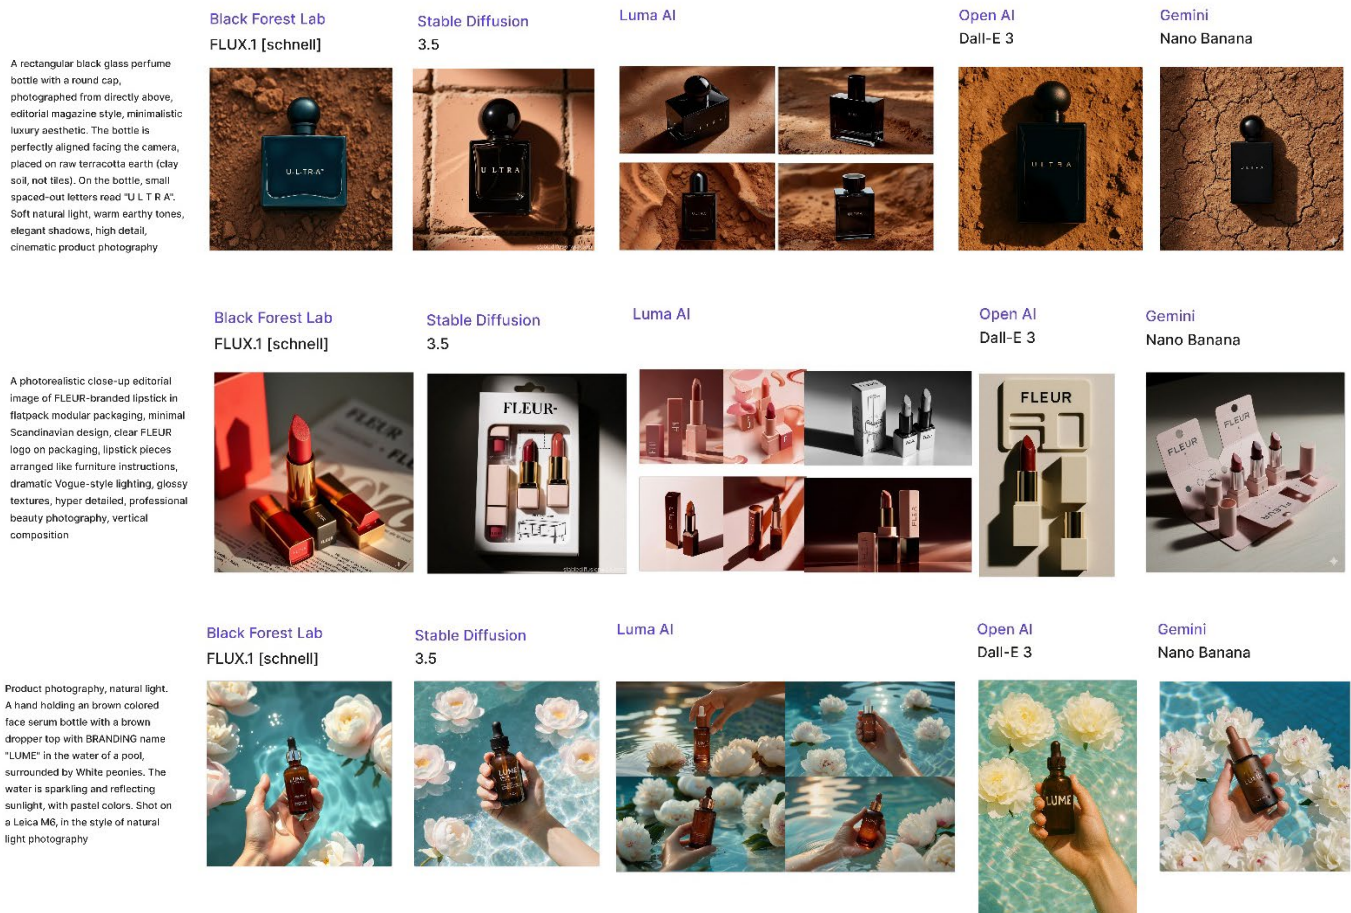 Black Forest Lab
FLUX.1 [schnell]
Stable Diffusion
3.5
Luma AI
Open AI
Dall-E 3
Gemini
Nano Banana
A rectangular black glass perfume
bottle with a round cap,
photographed from directly above,
editorial magazine style, minimalistic
luxury aesthetic. The bottle is
perfectly aligned facing the camera,
placed on raw terracotta earth (clay
soil, not tiles). On the bottle, small
spaced-out letters read "U L T R A".
Soft natural light, warm earthy tones,
elegant shadows, high detail,
cinematic product photography
U·L·T·R·A
U LTRA
ULTRA
ULTRA
Black Forest Lab
FLUX.1 [schnell]
Stable Diffusion
3.5
Luma AI
Open AI
Dall-E 3
Gemini
Nano Banana
A photorealistic close-up editorial
image of FLEUR-branded lipstick in
flatpack modular packaging, minimal
Scandinavian design, clear FLEUR
logo on packaging, lipstick pieces
arranged like furniture instructions,
dramatic Vogue-style lighting, glossy
textures, hyper detailed, professional
beauty photography, vertical
composition
FLEUR
FLEUR-
FLEUR
FLEUR
FLEUR
FLEUR
Black Forest Lab
FLUX.1 [schnell]
Stable Diffusion
3.5
Luma AI
Open AI
Dall-E 3
Gemini
Nano Banana
Product photography, natural light.
A hand holding an brown colored
face serum bottle with a brown
dropper top with BRANDING name
"LUME" in the water of a pool,
surrounded by White peonies. The
water is sparkling and reflecting
sunlight, with pastel colors. Shot on
a Leica M6, in the style of natural
light photography
LUME
LUME
LUME
LUME